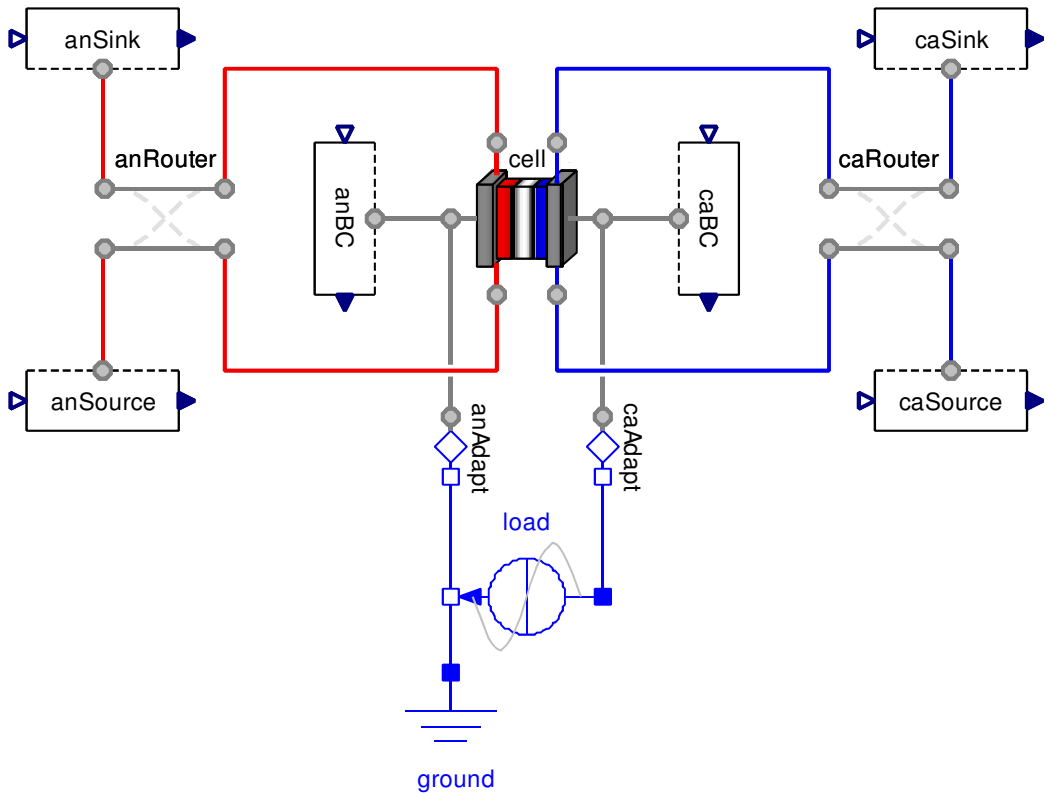 anSink
caSink
anRouter
cell
caRouter
anBC
caBC
anSource
caSource
anAdapt
caAdapt
load
ground